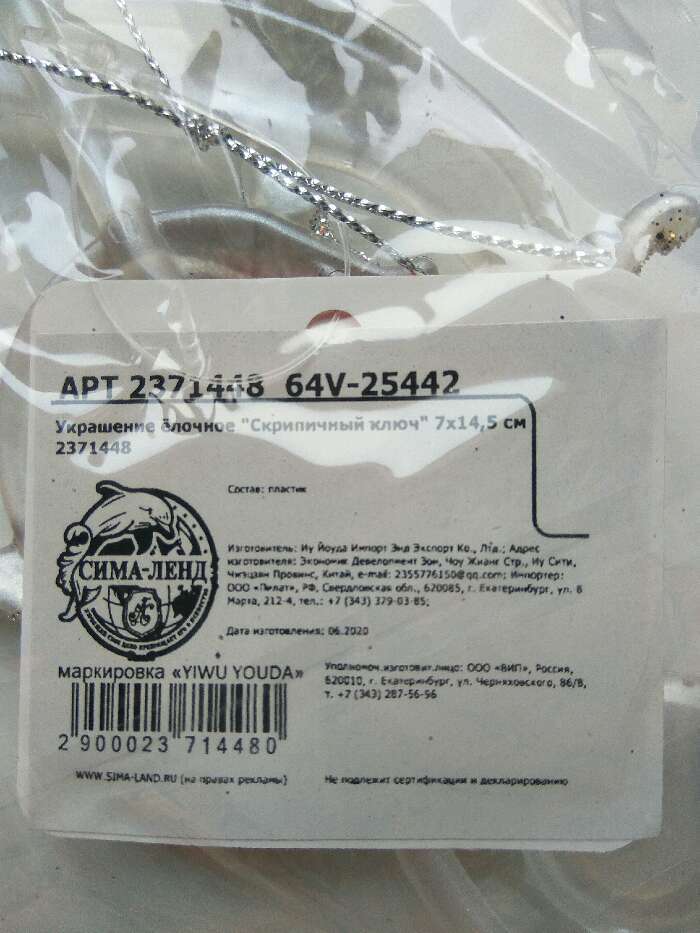 АРТ 2371448 64V-25442
Украшение ёлочное "Скрипичный ключ" 7х14,5 см
2371448
Состав: пластик
СИМА-ЛЕНД
Изготовитель: Иу Йоуда Импорт Энд Экспорт Ко., Лтд.; Адрес
изготовителя: Экономик Девелопмент Зон, Чоу Жианг Стр., Иу Сити,
Чжэцзян Провинс, Китай, e-mail: 2355776150@qq.com; Импортер:
ООО «Пилат», РФ, Свердловская обл., 620085, г. Екатеринбург, ул. 8
Марта, 212-4, тел.: +7 (343) 379-03-85;
Дата изготовления: 06.2020
маркировка «YIWU YOUDA»
2 900023 714480
Уполномоч.изготовит.лицо: ООО «ВИП», Россия,
620010, г. Екатеринбург, ул. Черняховского, 86/8,
т. +7 (343) 287-56-56
WWW.SIMA-LAND.RU (на правах рекламы)
Не подлежит сертификации и декларированию